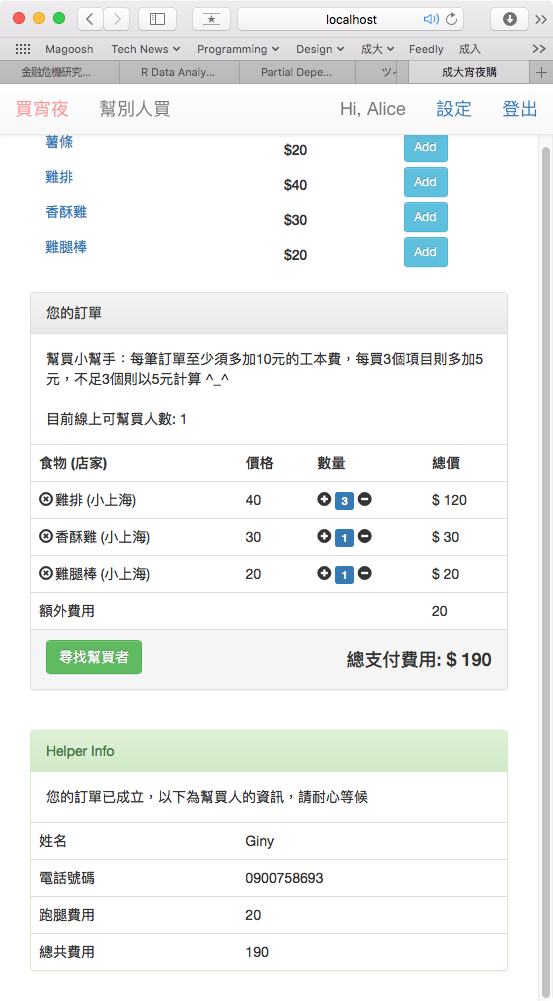 localhost
Magoosh Tech News Programming Design 成大 Feedly 成入
金融危機研究... R Data Analy... Partial Depe... ツイ 成大宵夜購
買宵夜 幫別人買 Hi, Alice 設定 登出
薯條 $20 Add
雞排 $40 Add
香酥雞 $30 Add
雞腿棒 $20 Add
您的訂單
幫買小幫手：每筆訂單至少須多加10元的工本費，每買3個項目則多加5
元，不足3個則以5元計算 ^_^
目前線上可幫買人數: 1
食物 (店家) 價格 數量 總價
雞排 (小上海) 40 3 $ 120
香酥雞 (小上海) 30 1 $ 30
雞腿棒 (小上海) 20 1 $ 20
額外費用 20
尋找幫買者 總支付費用: $ 190
Helper Info
您的訂單已成立，以下為幫買人的資訊，請耐心等候
姓名 Giny
電話號碼 0900758693
跑腿費用 20
總共費用 190